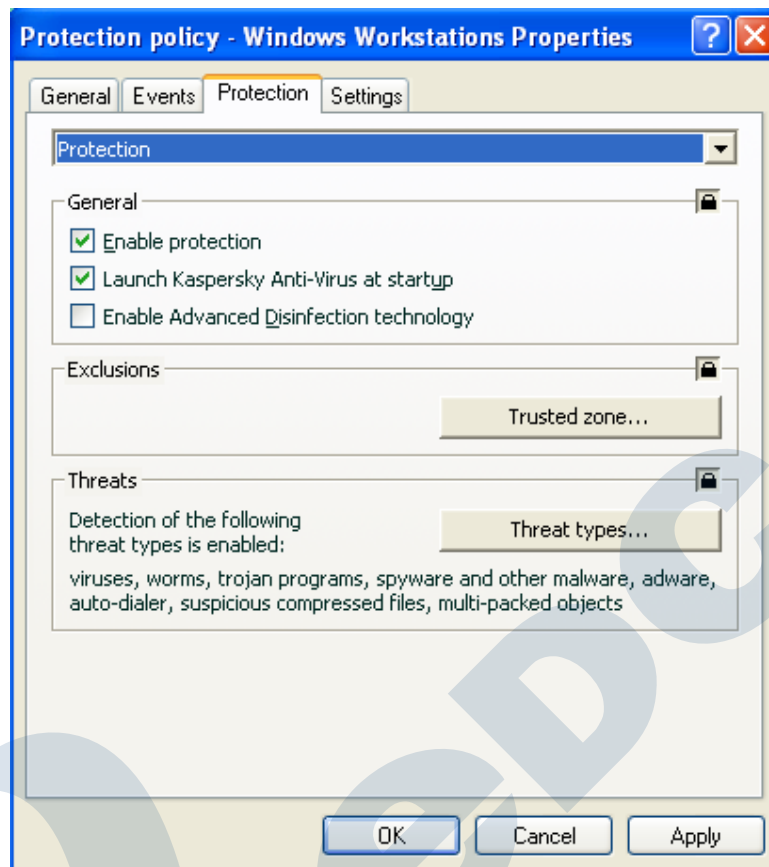 Protection policy - Windows Workstations Properties
General Events Protection Settings
Protection
General
Enable protection
Launch Kaspersky Anti-Virus at startup
Enable Advanced Disinfection technology
Exclusions
Trusted zone...
Threats
Detection of the following
threat types is enabled:
Threat types...
viruses, worms, trojan programs, spyware and other malware, adware,
auto-dialer, suspicious compressed files, multi-packed objects
OK Cancel Apply